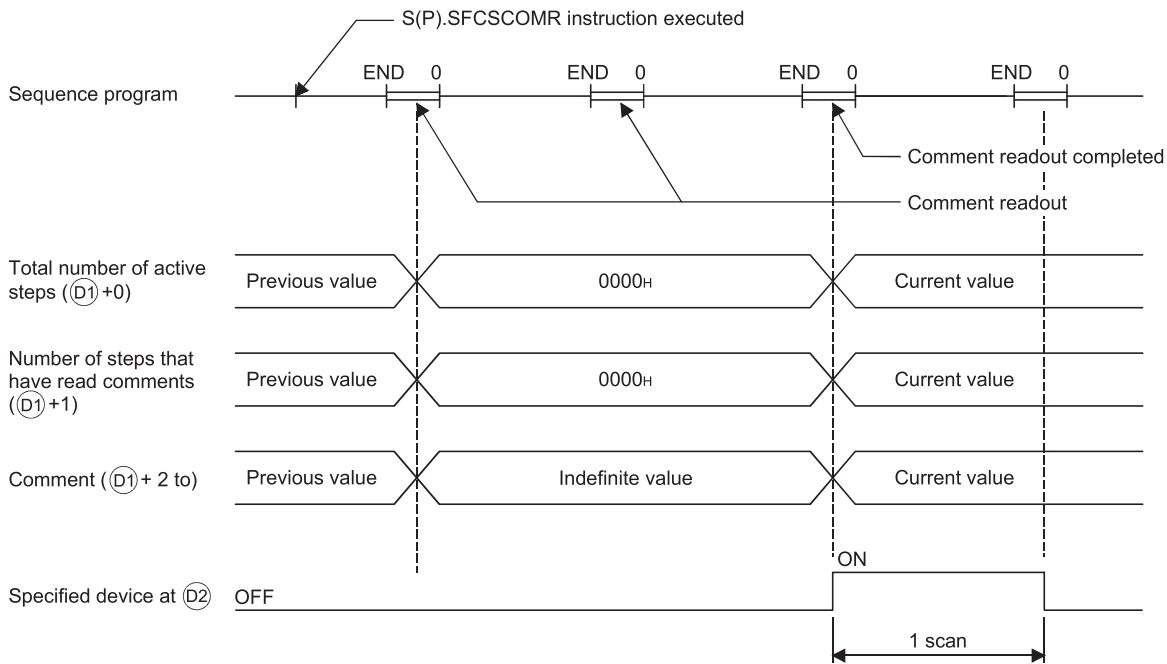 S(P).SFCSCOMR instruction executed
END 0 END 0 END 0 END 0
Sequence program
Comment readout completed
Comment readout
Total number of active
steps (D1 +0)
Previous value 0000H Current value
Number of steps that
have read comments
(D1 +1)
Previous value 0000H Current value
Comment (D1 + 2 to)
Previous value Indefinite value Current value
ON
Specified device at D2
OFF
1 scan